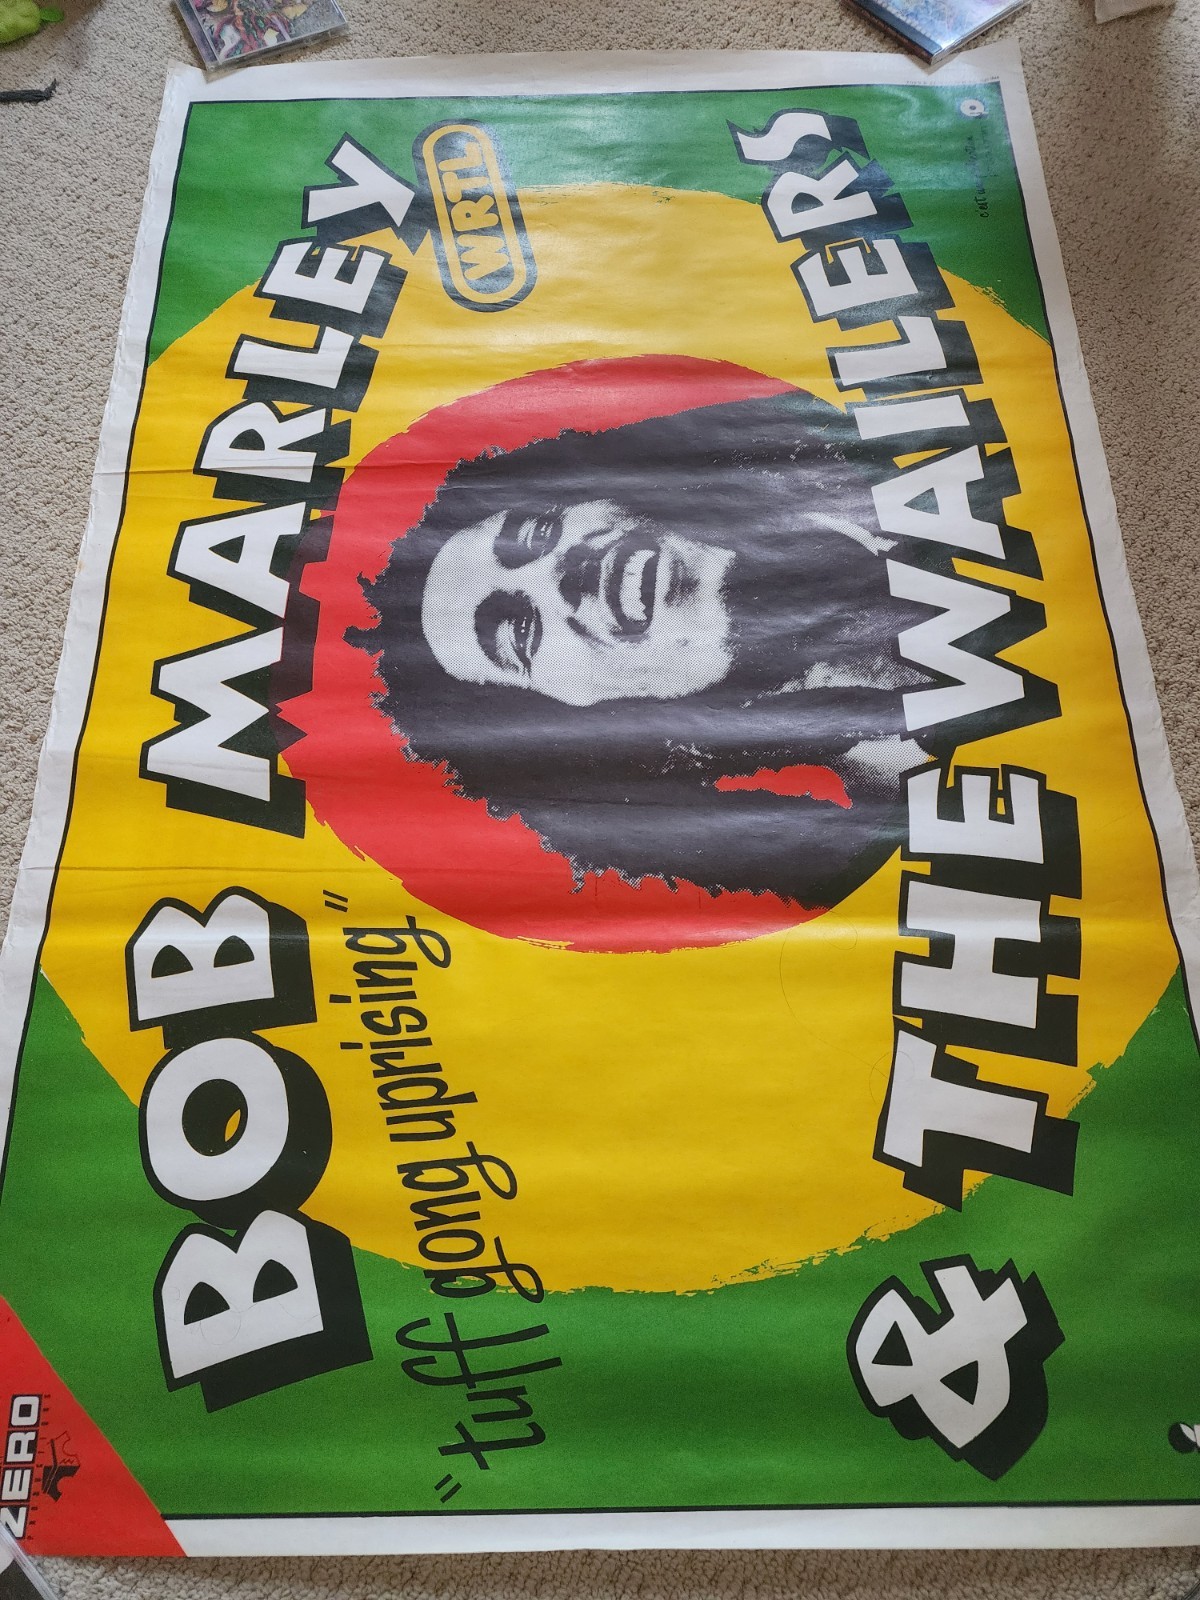 BOB MARLEY
WRTL
"tuff gong uprising"
& THE WAILERS
ZERO